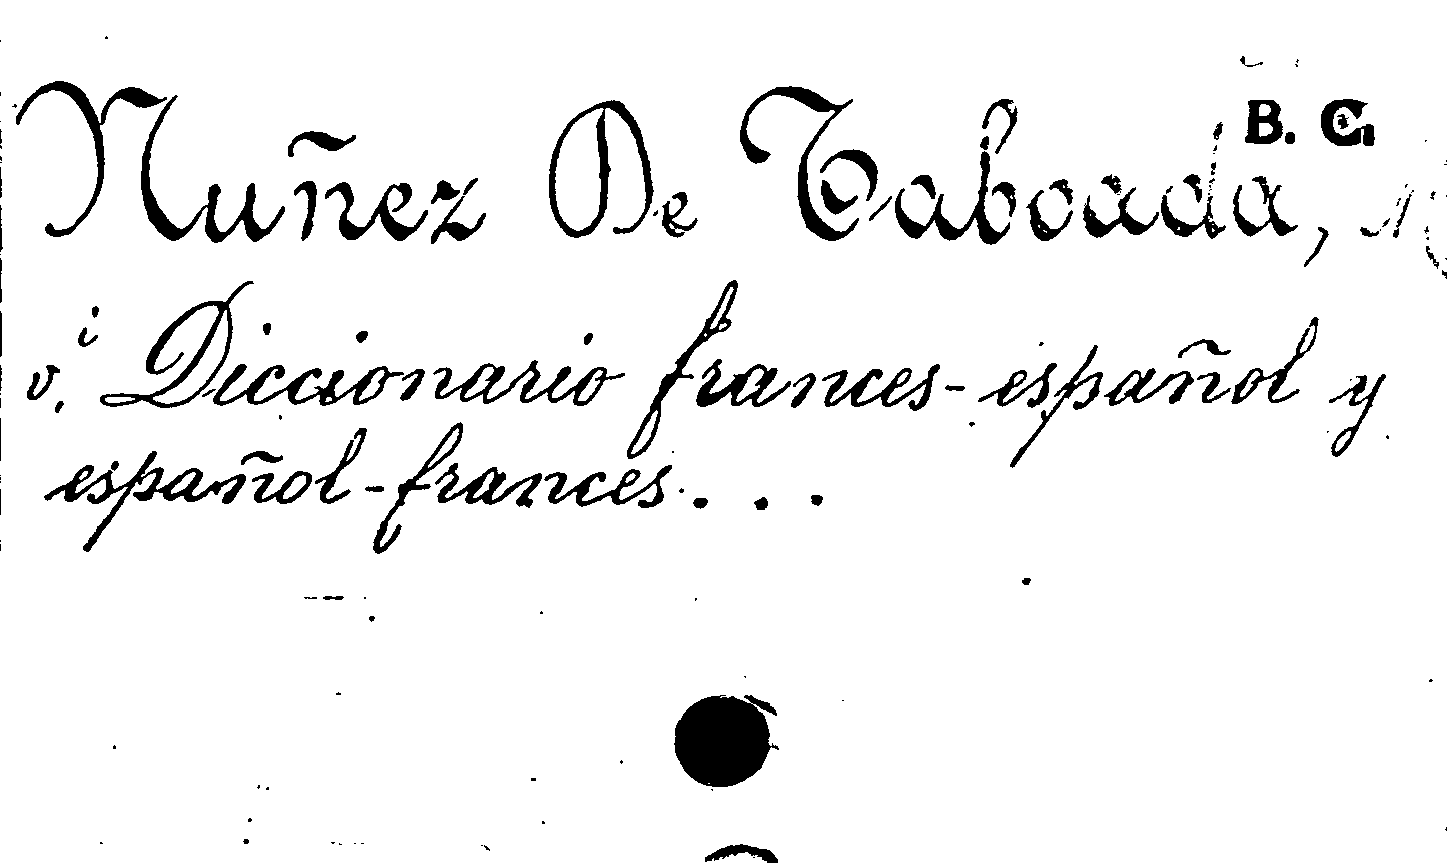 B. C.
Nuñez De Taboada,
v. i Diccionario frances-español y
español-frances. . .